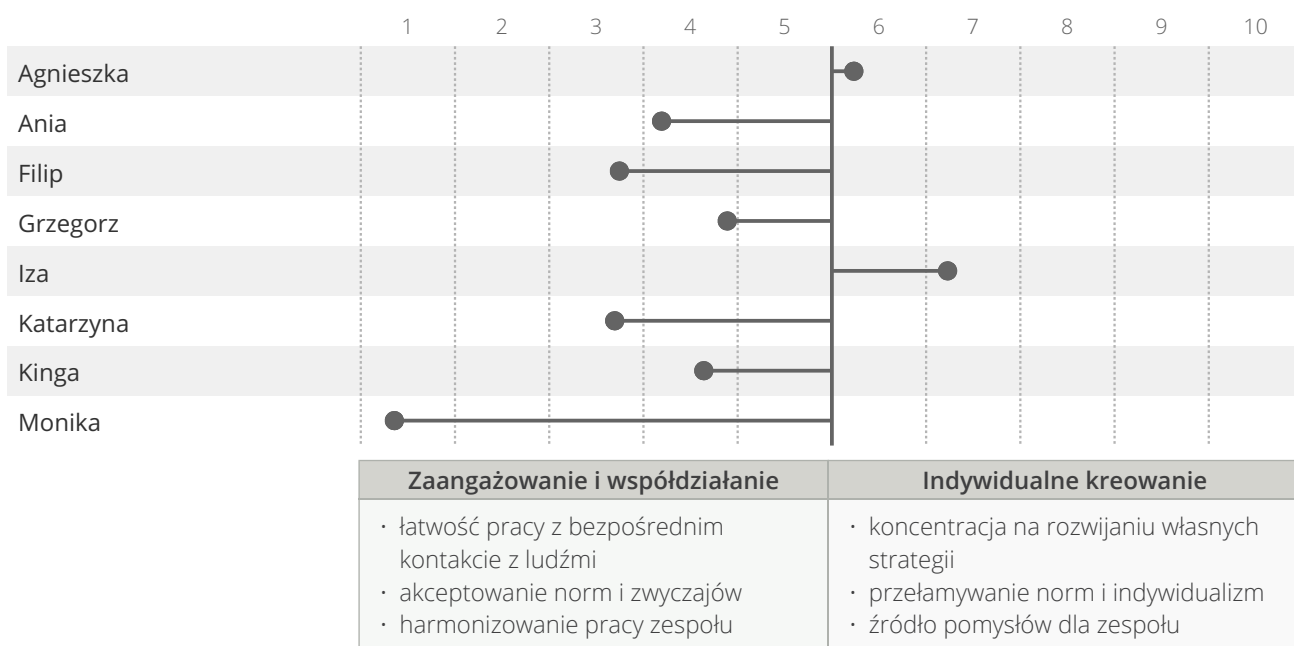 1 2 3 4 5 6 7 8 9 10
Agnieszka
Ania
Filip
Grzegorz
Iza
Katarzyna
Kinga
Monika
Zaangażowanie i współdziałanie
· łatwość pracy z bezpośrednim
kontakcie z ludźmi
· akceptowanie norm i zwyczajów
· harmonizowanie pracy zespołu
Indywidualne kreowanie
· koncentracja na rozwijaniu własnych
strategii
· przełamywanie norm i indywidualizm
· źródło pomysłów dla zespołu